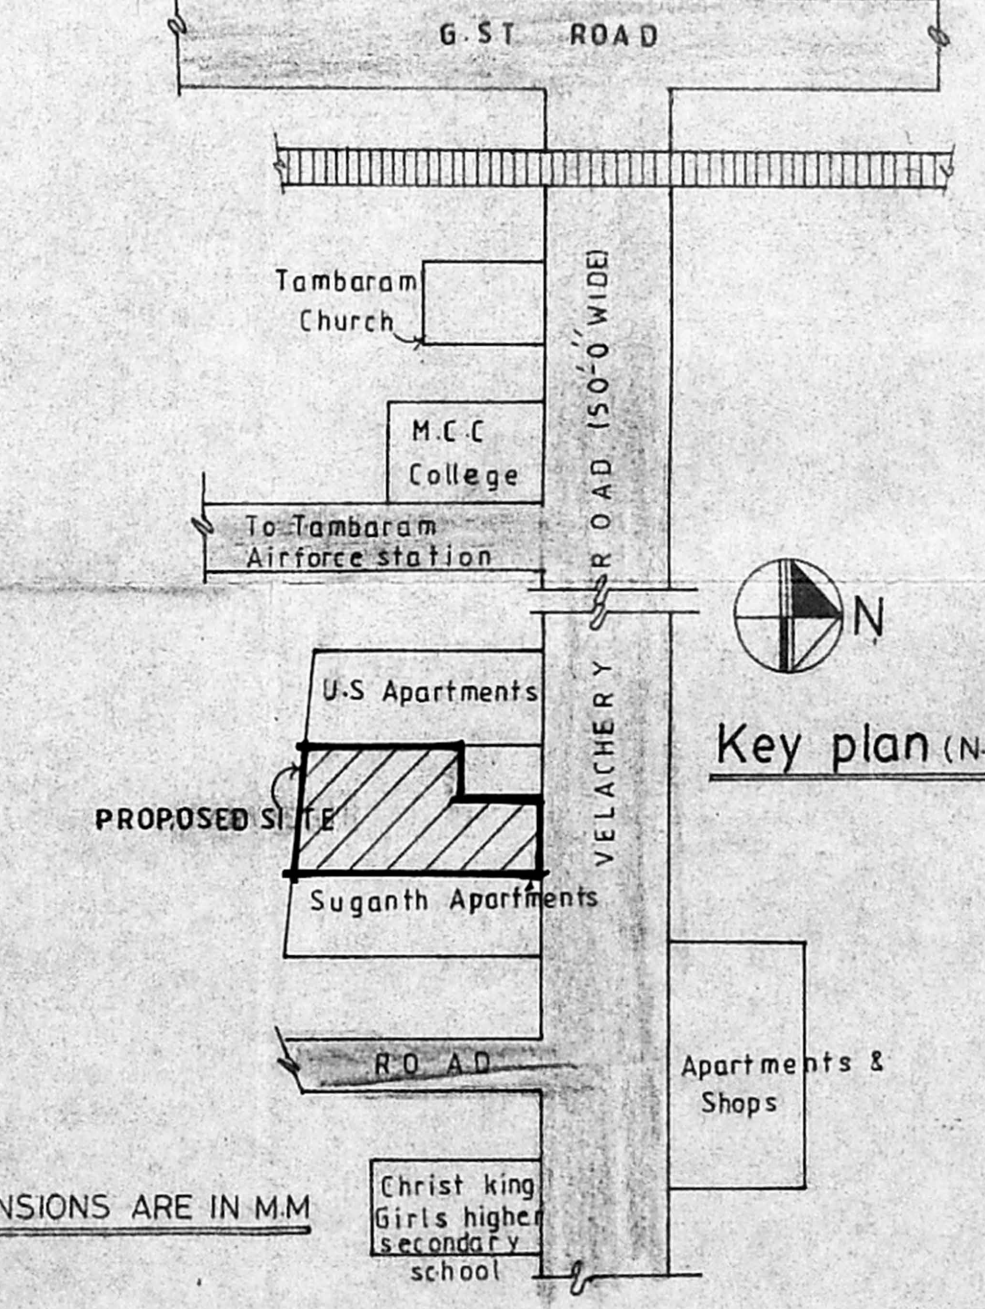 G.ST ROAD
Tambaram
Church
M.C.C
College
To Tambaram
Airforce station
VELACHERY ROAD (50'-0" WIDE)
N
U.S Apartments
Key plan (N-
PROPOSED SITE
Suganth Apartments
ROAD
Apartments &
Shops
NSIONS ARE IN M.M
Christ king
Girls higher
secondary
school